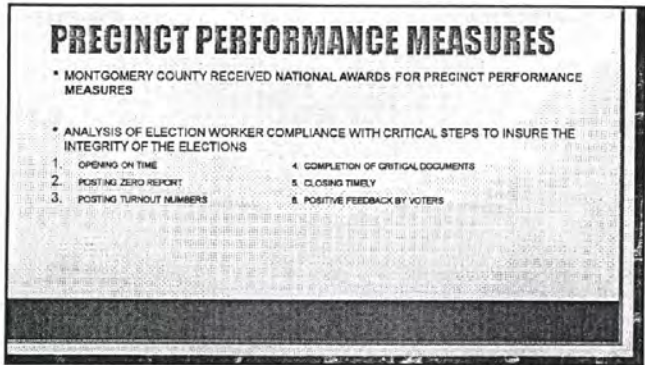 PRECINCT PERFORMANCE MEASURES
* MONTGOMERY COUNTY RECEIVED NATIONAL AWARDS FOR PRECINCT PERFORMANCE
MEASURES
* ANALYSIS OF ELECTION WORKER COMPLIANCE WITH CRITICAL STEPS TO INSURE THE
INTEGRITY OF THE ELECTIONS
1. OPENING ON TIME
2. POSTING ZERO REPORT
3. POSTING TURNOUT NUMBERS
4. COMPLETION OF CRITICAL DOCUMENTS
5. CLOSING TIMELY
6. POSITIVE FEEDBACK BY VOTERS